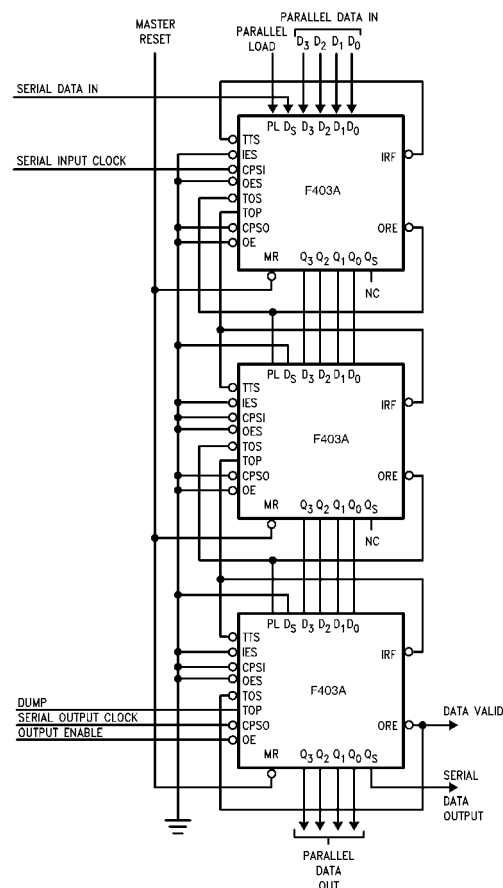 MASTER
RESET
PARALLEL
LOAD
PARALLEL DATA IN
D3 D2 D1 D0
SERIAL DATA IN
PL DS D3 D2 D1 D0
TTS
IES
IRF
SERIAL INPUT CLOCK
CPSI
OES
F403A
TOS
TOP
CPSO
ORE
OE
MR Q3 Q2 Q1 Q0 QS
NC
PL DS D3 D2 D1 D0
TTS
IES
IRF
CPSI
OES
F403A
TOS
TOP
CPSO
ORE
OE
MR Q3 Q2 Q1 Q0 QS
NC
PL DS D3 D2 D1 D0
TTS
IES
IRF
CPSI
OES
F403A
TOS
DUMP
TOP
SERIAL OUTPUT CLOCK
CPSO
ORE
DATA VALID
OUTPUT ENABLE
OE
MR Q3 Q2 Q1 Q0 QS
SERIAL
DATA
OUTPUT
PARALLEL
DATA
OUT